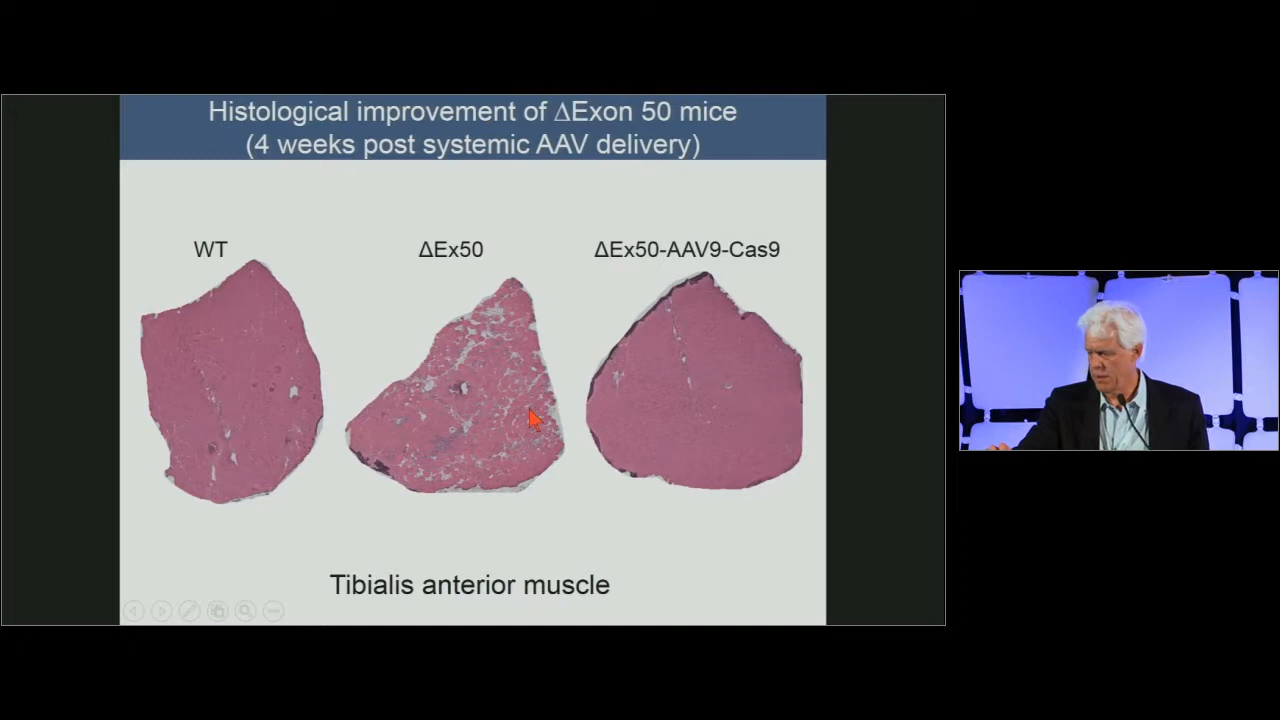 Histological improvement of ΔExon 50 mice
(4 weeks post systemic AAV delivery)
WT
ΔEx50
ΔEx50-AAV9-Cas9
Tibialis anterior muscle